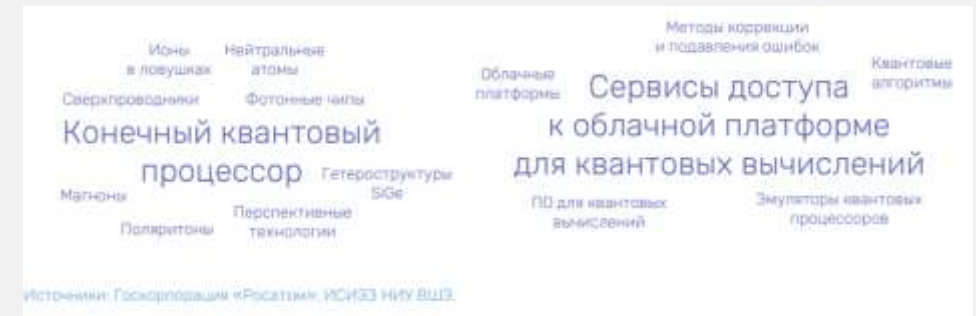 Ионы
в ловушках
Нейтральные
атомы
Сверхпроводники
Фотонные чипы
Конечный квантовый
процессор
Гетероструктуры
SiGe
Магноны
Поляритоны
Перспективные
технологии
Методы коррекции
и подавления ошибок
Облачные
платформы
Квантовые
алгоритмы
Сервисы доступа
к облачной платформе
для квантовых вычислений
ПО для квантовых
вычислений
Эмуляторы квантовых
процессоров
Источники: Госкорпорация «Росатом», ИСИЭЗ НИУ ВШЭ.